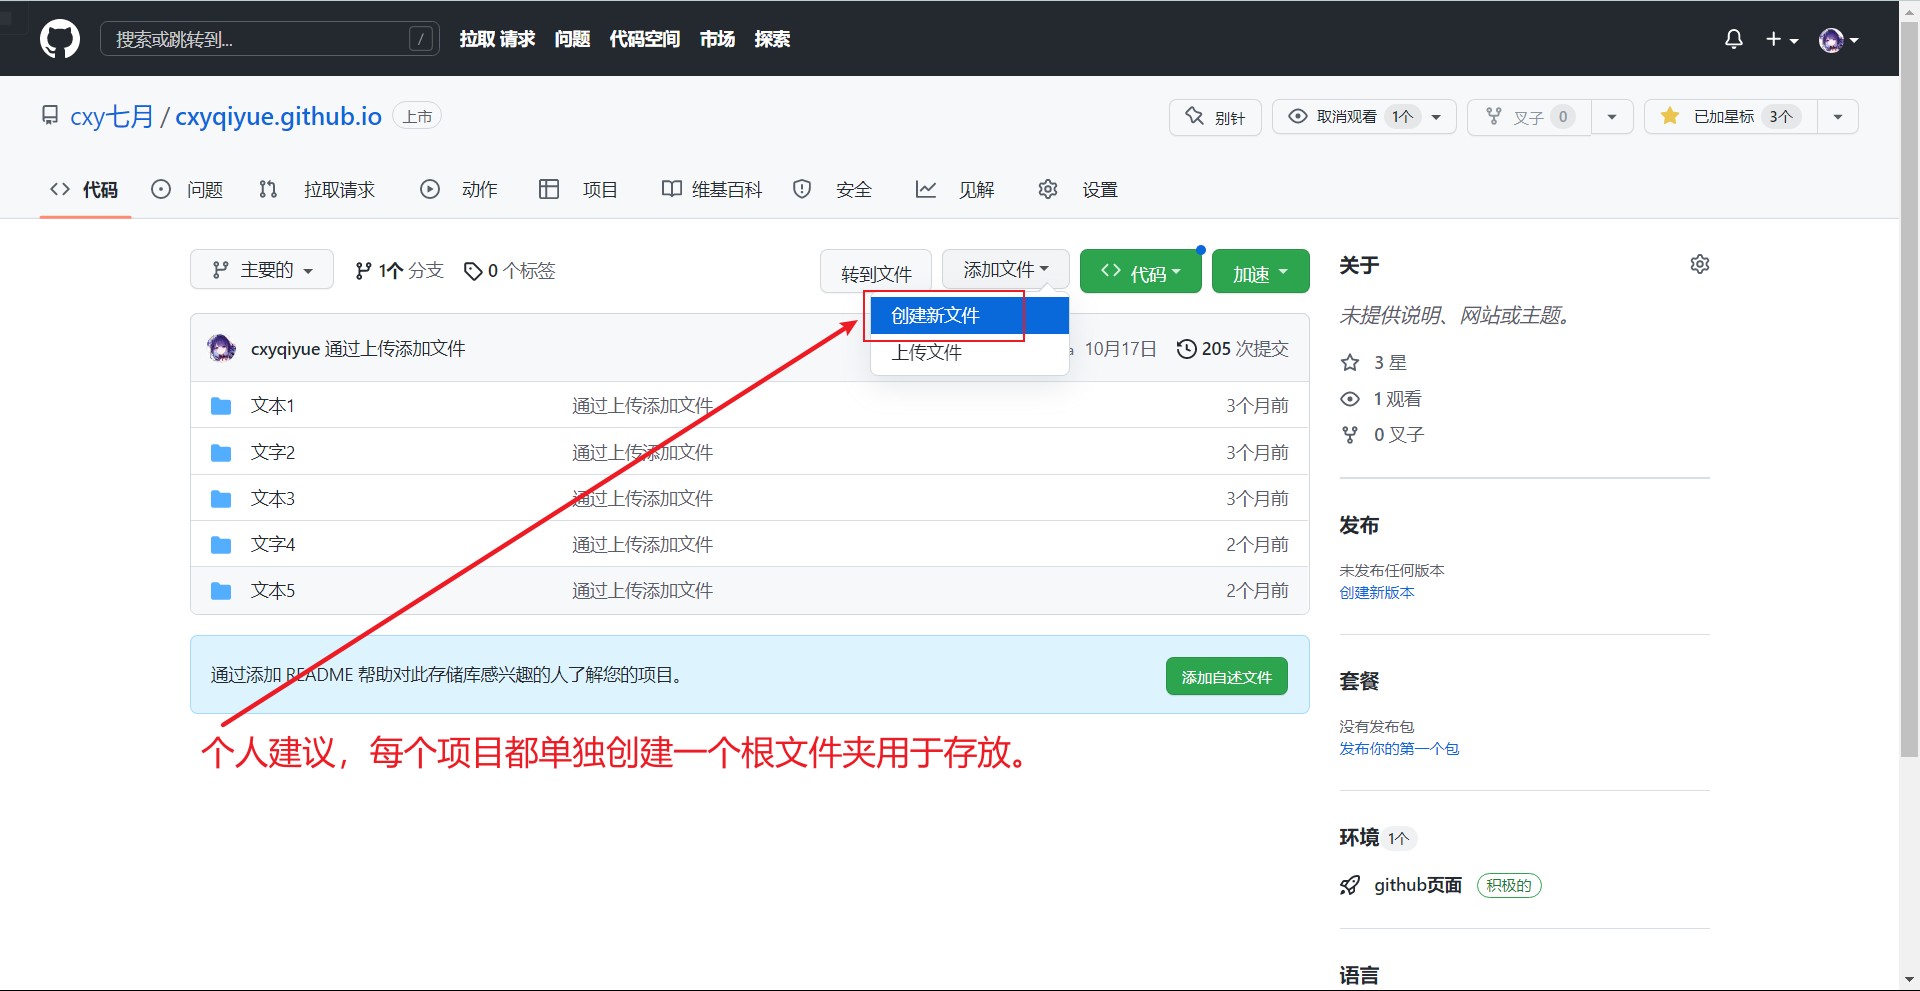 搜索或跳转到... /
拉取 请求 问题 代码空间 市场 探索
cxy七月 / cxyqiyue.github.io 上市
别针 取消观看 1个 叉子 0 已加星标 3个
代码 问题 拉取请求 动作 项目 维基百科 安全 见解 设置
主要的 1个 分支 0 个标签 转到文件 添加文件 代码 加速
创建新文件
上传文件
cxyqiyue 通过上传添加文件 10月17日 205 次提交
文本1 通过上传添加文件 3个月前
文字2 通过上传添加文件 3个月前
文本3 通过上传添加文件 3个月前
文字4 通过上传添加文件 2个月前
文本5 通过上传添加文件 2个月前
通过添加 README 帮助对此存储库感兴趣的人了解您的项目。 添加自述文件
个人建议，每个项目都单独创建一个根文件夹用于存放。
关于
未提供说明、网站或主题。
3 星
1 观看
0 叉子
发布
未发布任何版本
创建新版本
套餐
没有发布包
发布你的第一个包
环境 1个
github页面 积极的
语言